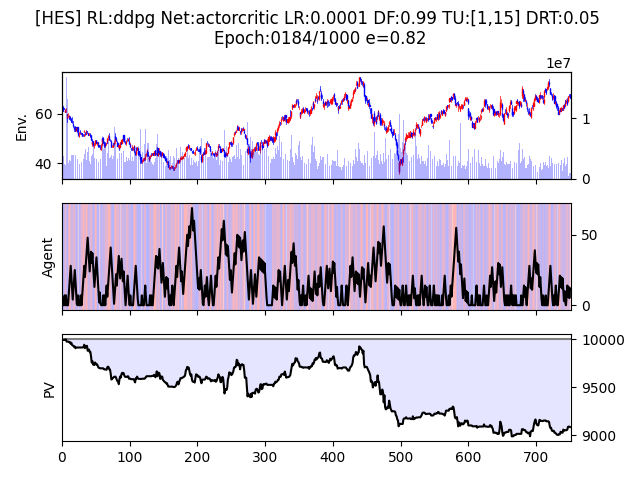 [HES] RL:ddpg Net:actorcritic LR:0.0001 DF:0.99 TU:[1,15] DRT:0.05
Epoch:0184/1000 e=0.82
1e7
60
40
Env.
1
0
Agent
50
0
PV
10000
9500
9000
0 100 200 300 400 500 600 700